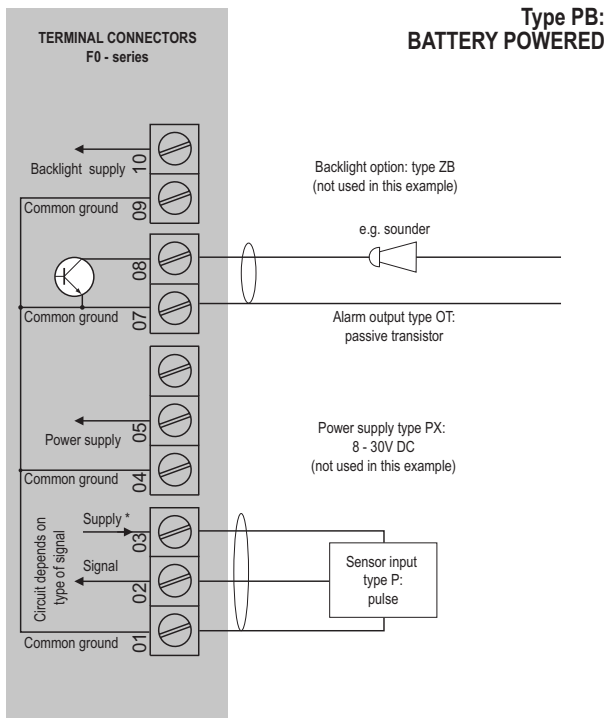 Type PB:
BATTERY POWERED
TERMINAL CONNECTORS
F0 - series
10
Backlight supply
Backlight option: type ZB
(not used in this example)
09
Common ground
e.g. sounder
08
07
Common ground
Alarm output type OT:
passive transistor
05
Power supply
Power supply type PX:
8 - 30V DC
(not used in this example)
04
Common ground
Circuit depends on
type of signal
Supply *
03
Signal
02
Sensor input
type P:
pulse
01
Common ground